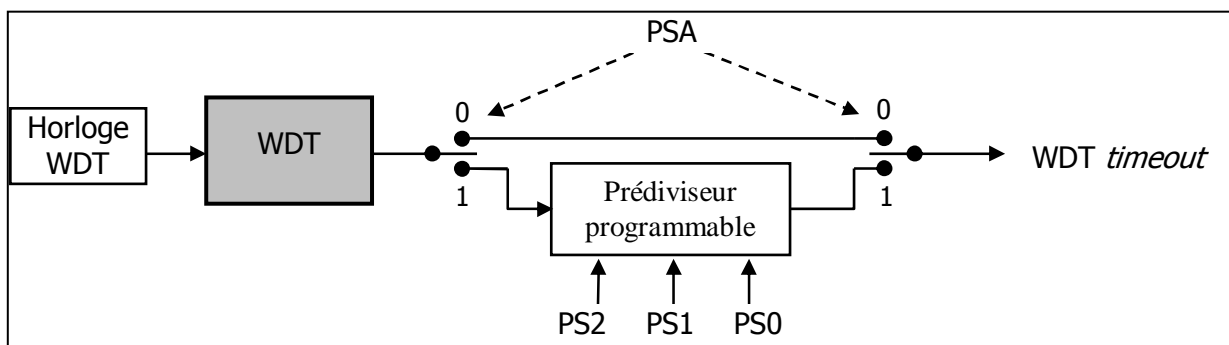 PSA
0
0
Horloge
WDT
WDT
WDT timeout
1
Prédiviseur
programmable
1
PS2 PS1 PS0